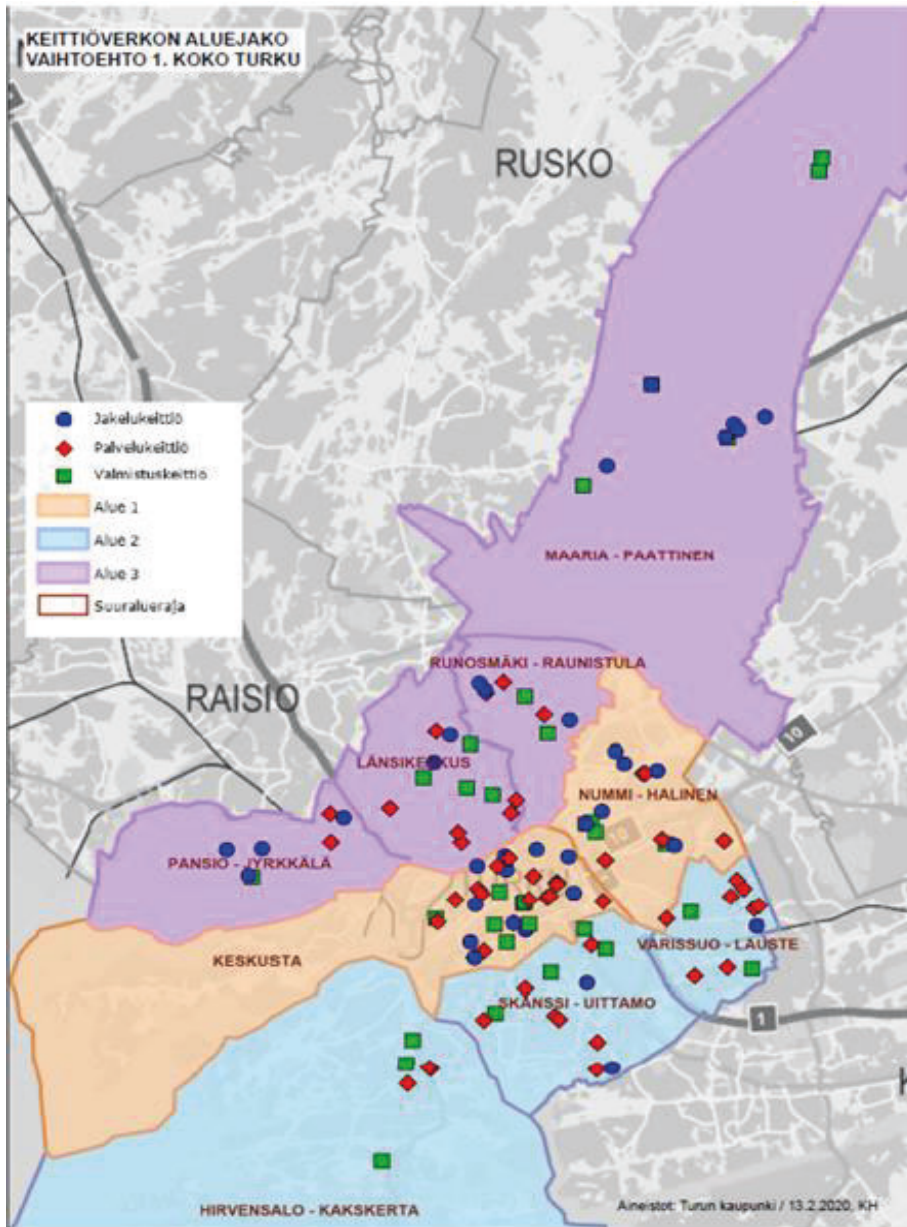 KEITTIÖVERKON ALUEJAKO
VAIHTOEHTO 1. KOKO TURKU
RUSKO
Jakelukeittiö
Palvelukeittiö
Valmistuskeittiö
Alue 1
Alue 2
Alue 3
Suuralueraja
MAARIA - PAATTINEN
RUNOSMÄKI - RAUNISTULA
RAISIO
10
LÄNSIKESKUS
NUMMI - HALINEN
10
PANSIO - JYRKKÄLÄ
VARISSUO - LAUSTE
KESKUSTA
SKANSSI - UITTAMO
1
K
HIRVENSALO - KAKSKERTA
Aineistot: Turun kaupunki / 13.2.2020, KH